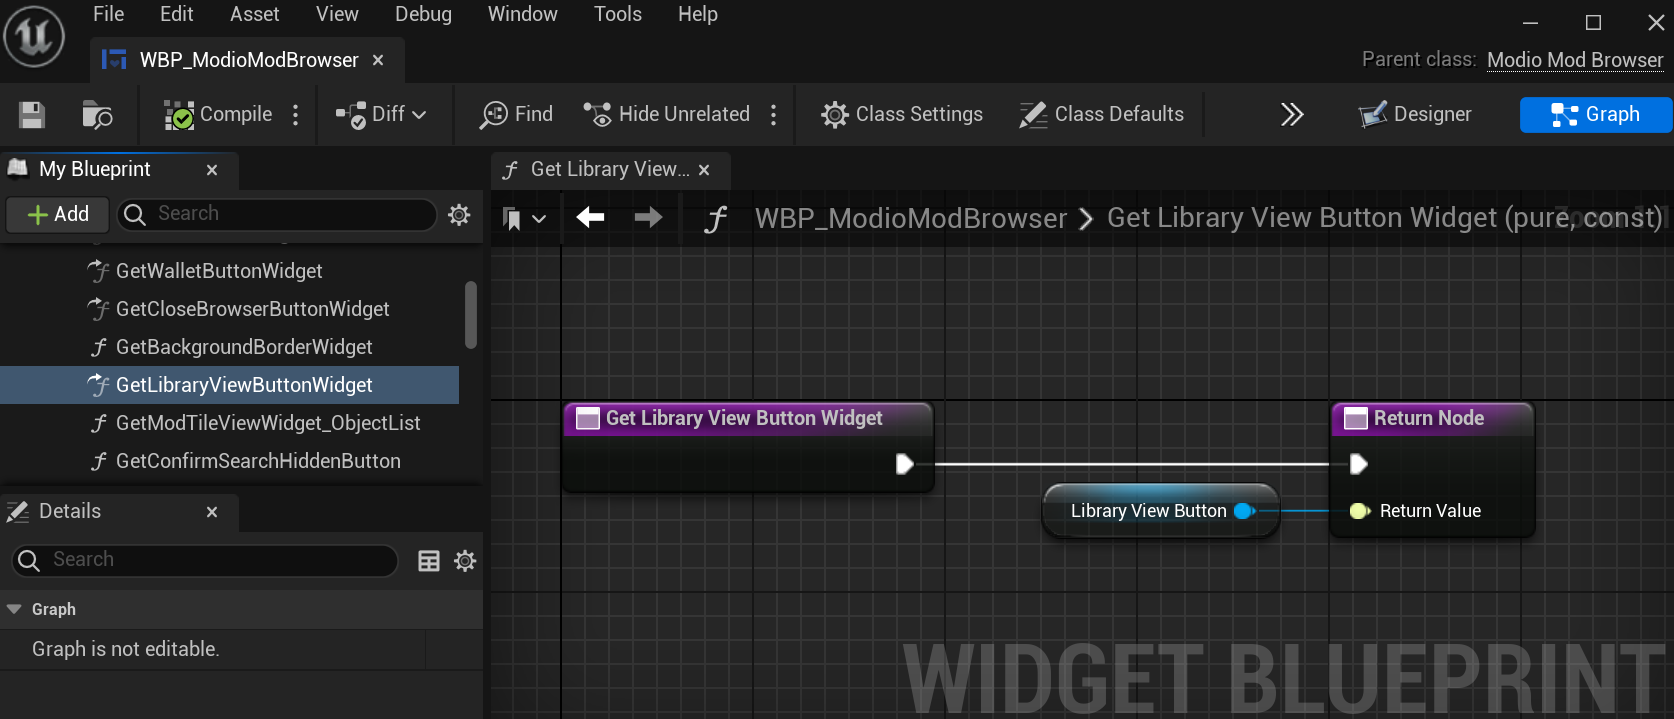 File Edit Asset View Debug Window Tools Help
WBP_ModioModBrowser
Parent class: Modio Mod Browser
Compile Diff Find Hide Unrelated Class Settings Class Defaults Designer Graph
My Blueprint
Get Library View...
Add Search
WBP_ModioModBrowser > Get Library View Button Widget (pure, const)
GetWalletButtonWidget
GetCloseBrowserButtonWidget
GetBackgroundBorderWidget
GetLibraryViewButtonWidget
GetModTileViewWidget_ObjectList
GetConfirmSearchHiddenButton
Get Library View Button Widget
Return Node
Library View Button
Return Value
Details
Search
Graph
Graph is not editable.
WIDGET BLUEPRINT